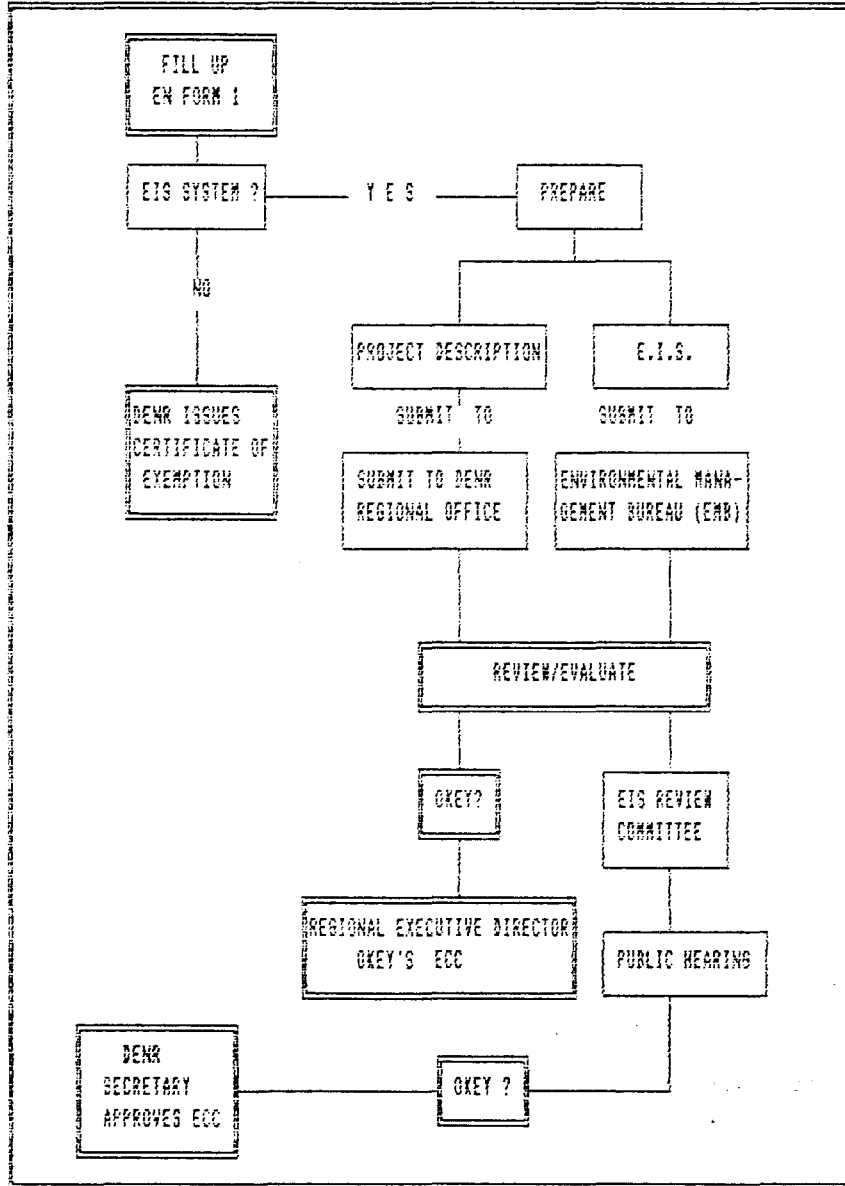 FILL UP
EN FORM 1
EIS SYSTEM ?
Y E S
PREPARE
NO
PROJECT DESCRIPTION
E.I.S.
DENR ISSUES
CERTIFICATE OF
EXEMPTION
SUBMIT TO
SUBMIT TO
SUBMIT TO DENR
REGIONAL OFFICE
ENVIRONMENTAL MANA-
GEMENT BUREAU (EMB)
REVIEW/EVALUATE
OKEY?
EIS REVIEW
COMMITTEE
REGIONAL EXECUTIVE DIRECTOR
OKEY'S ECC
PUBLIC HEARING
DENR
SECRETARY
APPROVES ECC
OKEY ?